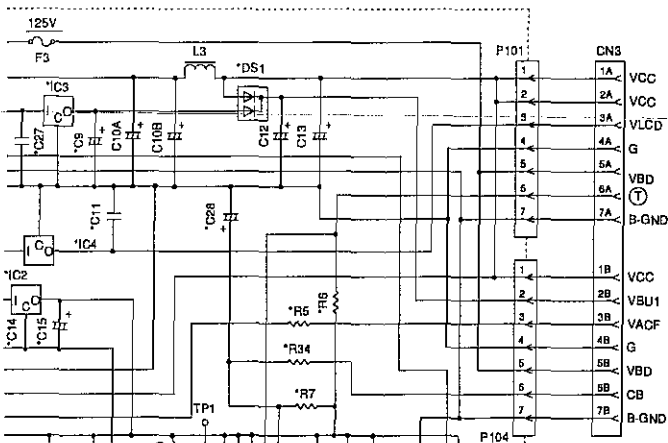 125V
F3
L3
P101
CN3
*DS1
*IC3
I C O
*C27
*C9
C10A
C10B
C12
C13
1 1A VCC
2 2A VCC
3 3A VLCD
4 4A G
5 5A VBD
6 6A T
7 7A B-GND
*C11
*C28
I C O
*IC4
*IC2
I C O
*C14
C15
*R6
*R5
*R34
*R7
TP1
1 1B VCC
2 2B VBU1
3 3B VACF
4 4B G
5 5B VBD
6 6B CB
7 7B B-GND
P104